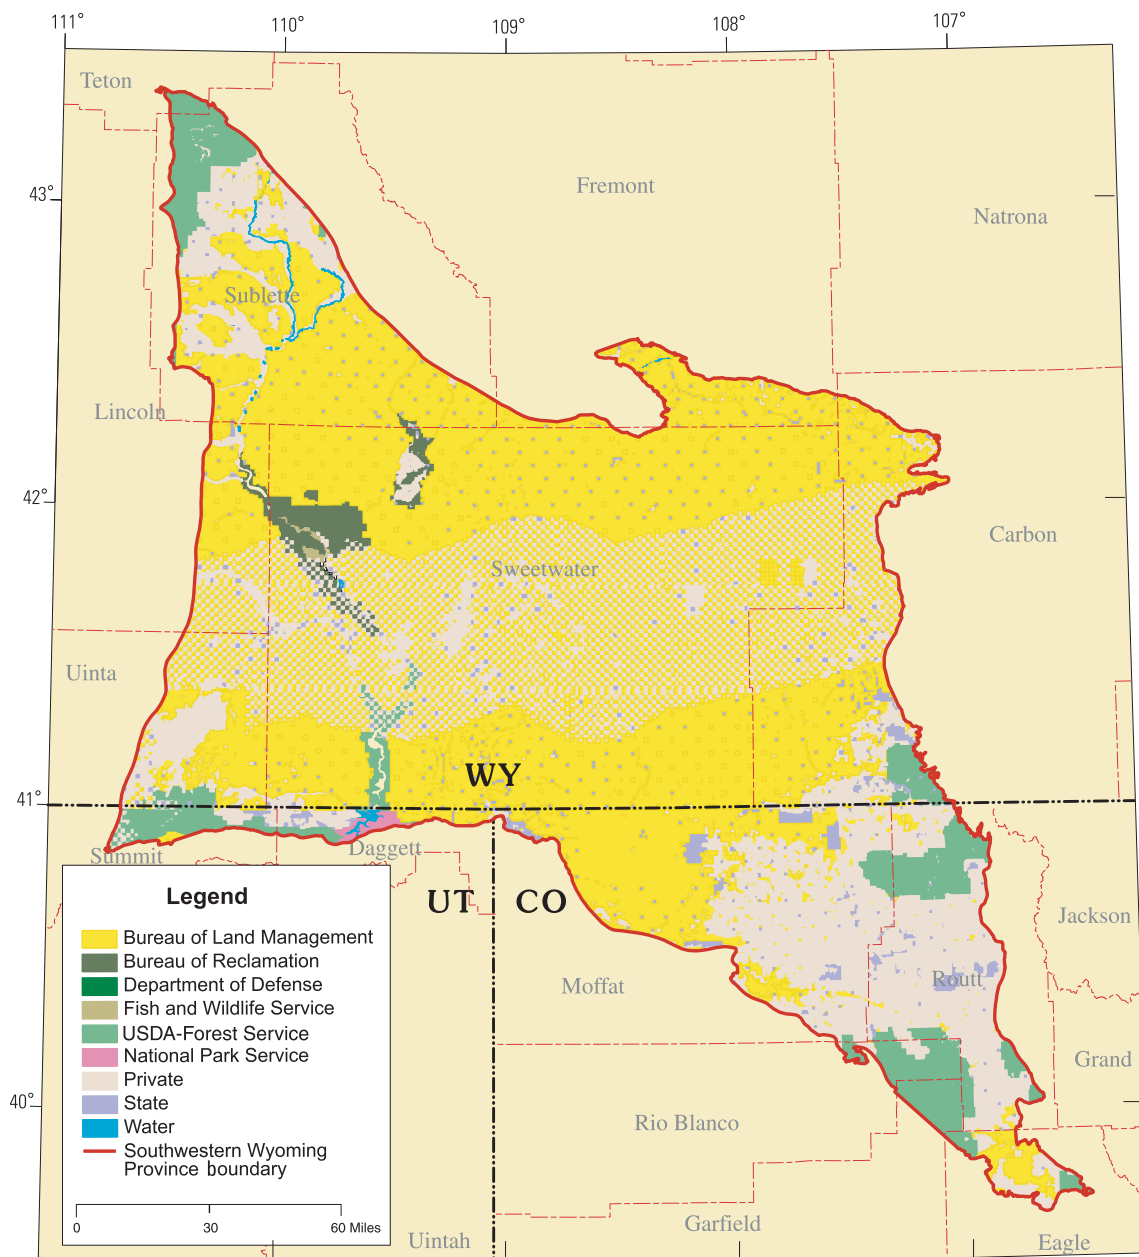 111°
110°
109°
108°
107°
Teton
Fremont
43°
Natrona
Sublette
Lincoln
42°
Carbon
Sweetwater
Uinta
WY
41°
Summit
Daggett
UT
CO
Jackson
Moffat
Routt
Grand
40°
Rio Blanco
Garfield
Uintah
Eagle
Legend
Bureau of Land Management
Bureau of Reclamation
Department of Defense
Fish and Wildlife Service
USDA-Forest Service
National Park Service
Private
State
Water
Southwestern Wyoming
Province boundary
0 30 60 Miles